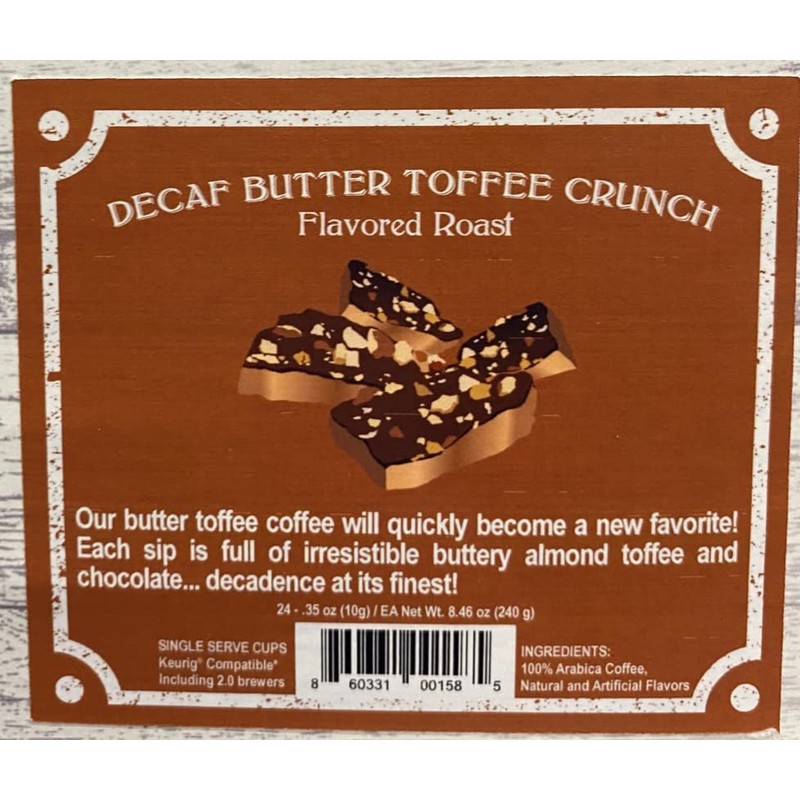 DECAF BUTTER TOFFEE CRUNCH
Flavored Roast
Our butter toffee coffee will quickly become a new favorite!
Each sip is full of irresistible buttery almond toffee and
chocolate... decadence at its finest!
24 - .35 oz (10g) / EA Net Wt. 8.46 oz (240 g)
SINGLE SERVE CUPS
Keurig® Compatible*
Including 2.0 brewers
8 60331 00158 5
INGREDIENTS:
100% Arabica Coffee,
Natural and Artificial Flavors